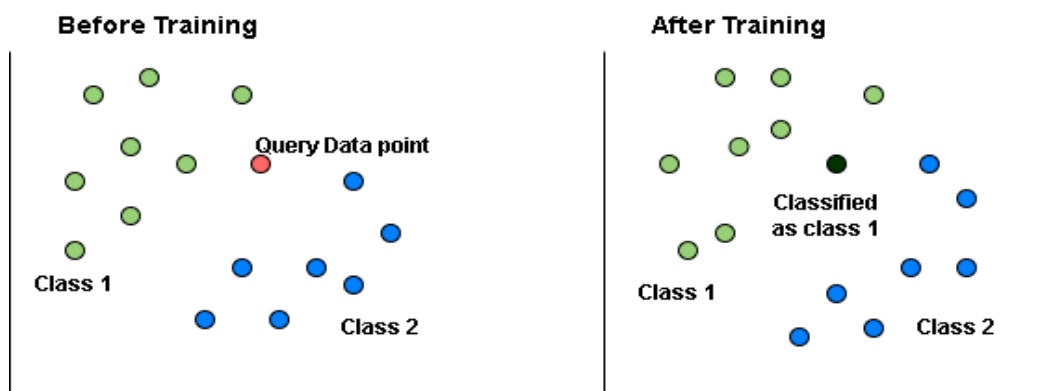 Before Training
After Training
Query Data point
Classified
as class 1
Class 1
Class 2
Class 1
Class 2